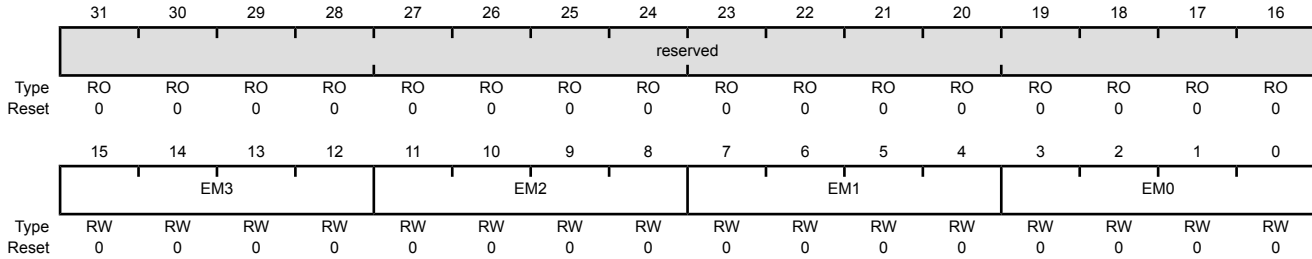 31 30 29 28 27 26 25 24 23 22 21 20 19 18 17 16
reserved
Type RO RO RO RO RO RO RO RO RO RO RO RO RO RO RO RO
Reset 0 0 0 0 0 0 0 0 0 0 0 0 0 0 0 0
15 14 13 12 11 10 9 8 7 6 5 4 3 2 1 0
EM3 EM2 EM1 EM0
Type RW RW RW RW RW RW RW RW RW RW RW RW RW RW RW RW
Reset 0 0 0 0 0 0 0 0 0 0 0 0 0 0 0 0